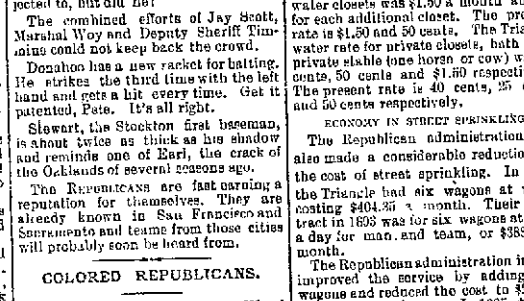 jected to, but did
The combined efforts of Jay Scott,
Marshal Woy and Deputy Sheriff Tim-
mins could not keep back the crowd.
Donahoo has a new racket for batting.
He strikes the third time with the left
hand and gets a hit every time. Get it
patented, Pete. It's all right.
Stewart, the Stockton first baseman,
is about twice as thick as his shadow
and reminds one of Earl, the crack of
the Oaklands of several seasons ago.
The REPUBLICANS are fast earning a
reputation for themselves. They are
already known in San Francisco and
Sacramento and teams from those cities
will probably soon be heard from.
COLORED REPUBLICANS.
water closets was $1.50 a month
for each additional closet. The
rate is $1.50 and 50 cents. The
water rate for private closets, bath
private stable (one horse or cow)
cents, 50 cents and $1.50
The present rate is 40 cents, 25
and 50 cents respectively.
ECONOMY IN STREET SPRINKLING
The Republican administration
also made a considerable
the cost of street sprinkling. In
the Triangle had six wagons at
costing $404.35 a month. Their
tract in 1893 was for six wagons at
a day for man and team, or
month.
The Republican administration
improved the service by adding
wagons and reduced the cost to